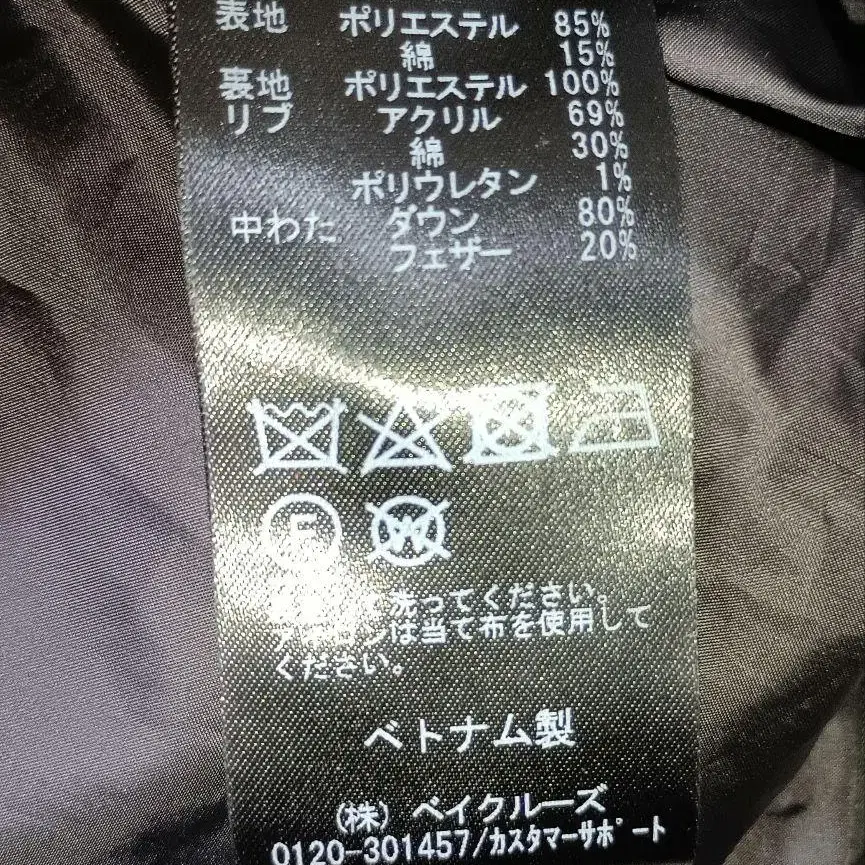 表地 ポリエステル 85%
綿 15%
裏地 ポリエステル 100%
リブ アクリル 69%
綿 30%
ポリウレタン 1%
中わた ダウン 80%
フェザー 20%
F W
洗ってください。
アイロンは当て布を使用して
ください。
ベトナム製
(株) ベイクルーズ
0120-301457/カスタマーサポート